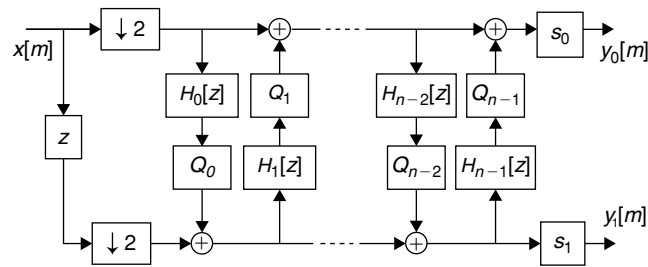 x[m]
↓ 2
s₀
y₀[m]
H₀[z]
Q₁
Hₙ₋₂[z]
Qₙ₋₁
z
Q₀
H₁[z]
Qₙ₋₂
Hₙ₋₁[z]
↓ 2
s₁
y₁[m]